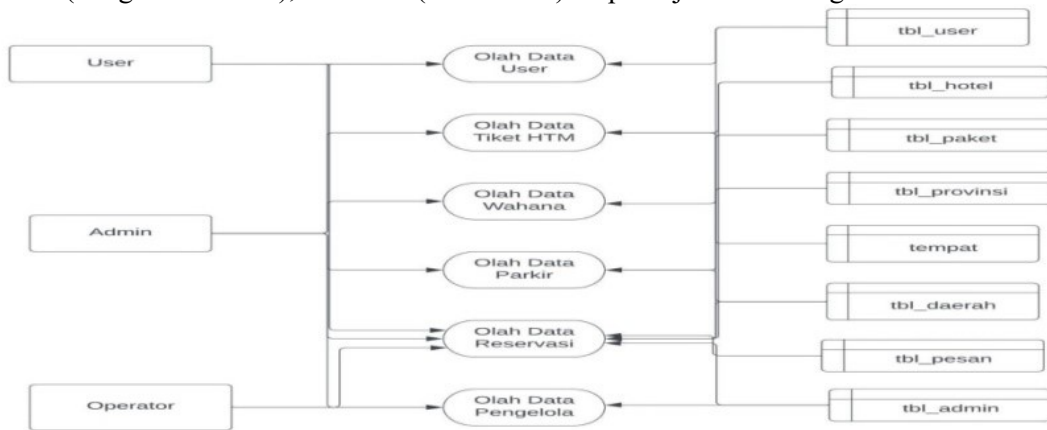 User
Admin
Operator
Olah Data
User
Olah Data
Tiket HTM
Olah Data
Wahana
Olah Data
Parkir
Olah Data
Reservasi
Olah Data
Pengelola
tbl_user
tbl_hotel
tbl_paket
tbl_provinsi
tempat
tbl_daerah
tbl_pesan
tbl_admin